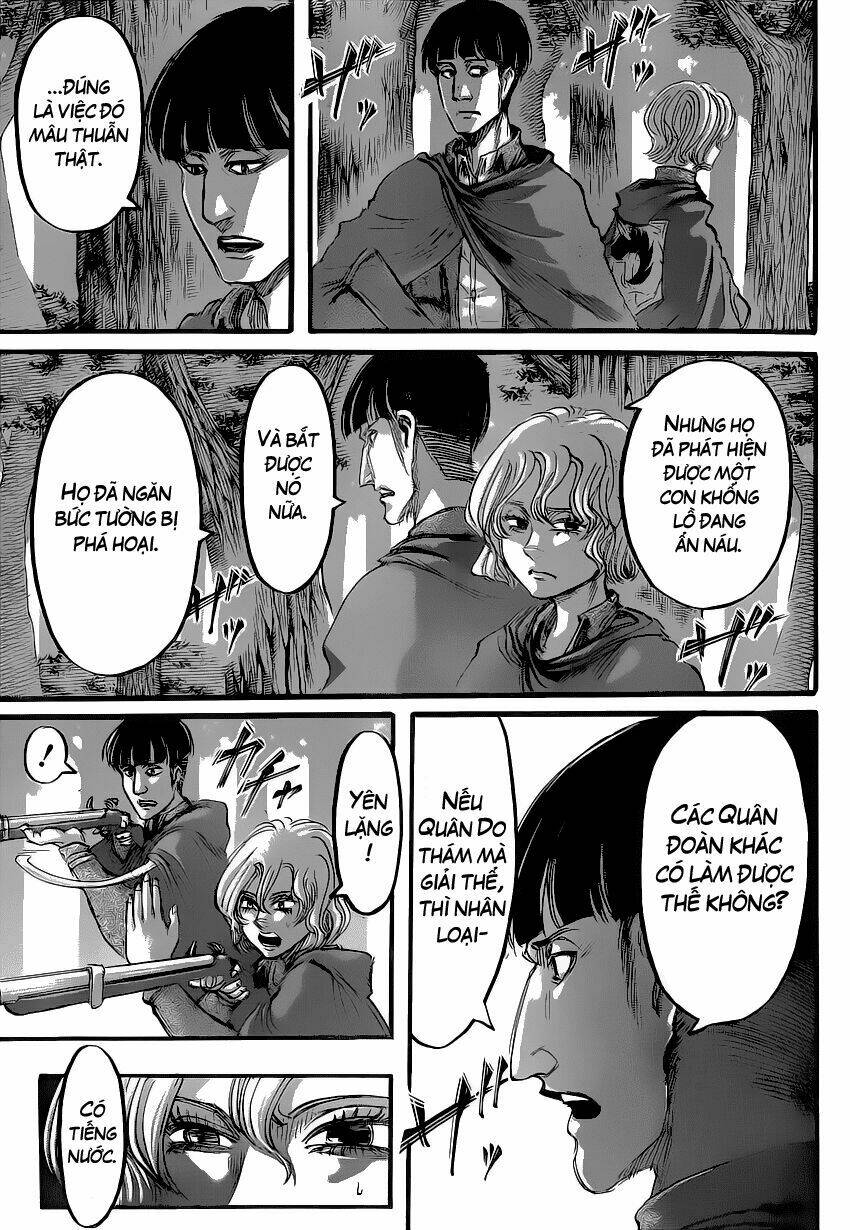 ...ĐÚNG
LÀ VIỆC ĐÓ
MÂU THUẪN
THẬT.
NHƯNG HỌ
ĐÃ PHÁT HIỆN
ĐƯỢC MỘT
CON KHỔNG
LỒ ĐANG
ẨN NÁU.
VÀ BẮT
ĐƯỢC
NÓ
NỮA.
HỌ ĐÃ NGĂN
BỨC TƯỜNG BỊ
PHÁ HOẠI.
CÁC QUÂN
ĐOÀN KHÁC
CÓ LÀM ĐƯỢC
THẾ KHÔNG?
NẾU
QUÂN DO
THÁM MÀ
GIẢI THỂ,
THÌ NHÂN
LOẠI-
YÊN
LẶNG
!
!
CÓ
TIẾNG
NƯỚC.